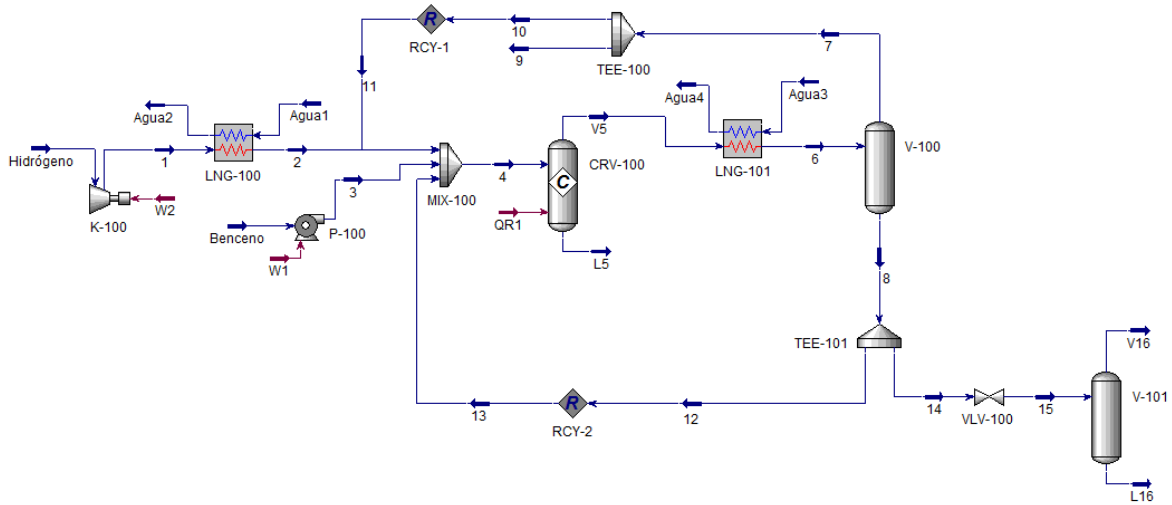 R
RCY-1
10
9
TEE-100
7
11
Agua2
Agua1
Hidrógeno
1
LNG-100
2
K-100
W2
3
MIX-100
4
Benceno
P-100
W1
V5
C
CRV-100
QR1
L5
Agua4
Agua3
LNG-101
6
V-100
8
TEE-101
R
RCY-2
13
12
14
VLV-100
15
V16
V-101
L16